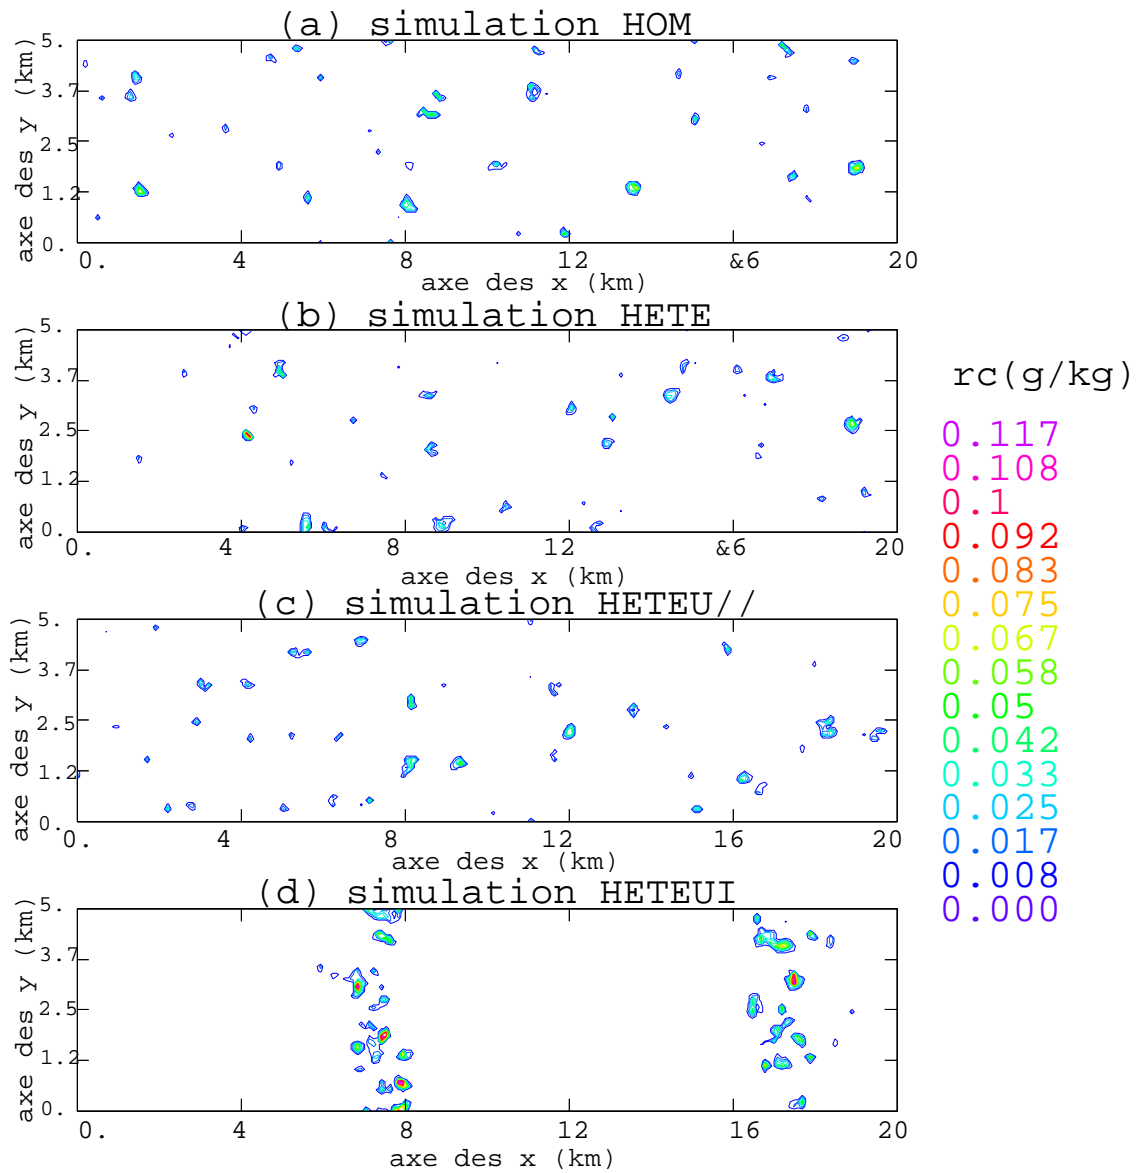 (a) simulation HOM
5.
3.7
2.5
1.2
0.
axe des y (km)
0. 4 8 12 &6 20
axe des x (km)
(b) simulation HETE
5.
3.7
2.5
1.2
0.
axe des y (km)
0. 4 8 12 &6 20
axe des x (km)
(c) simulation HETEU//
5.
3.7
2.5
1.2
0.
axe des y (km)
0. 4 8 12 16 20
axe des x (km)
(d) simulation HETEUI
5.
3.7
2.5
1.2
0.
axe des y (km)
0. 4 8 12 16 20
axe des x (km)
rc(g/kg)
0.117
0.108
0.1
0.092
0.083
0.075
0.067
0.058
0.05
0.042
0.033
0.025
0.017
0.008
0.000